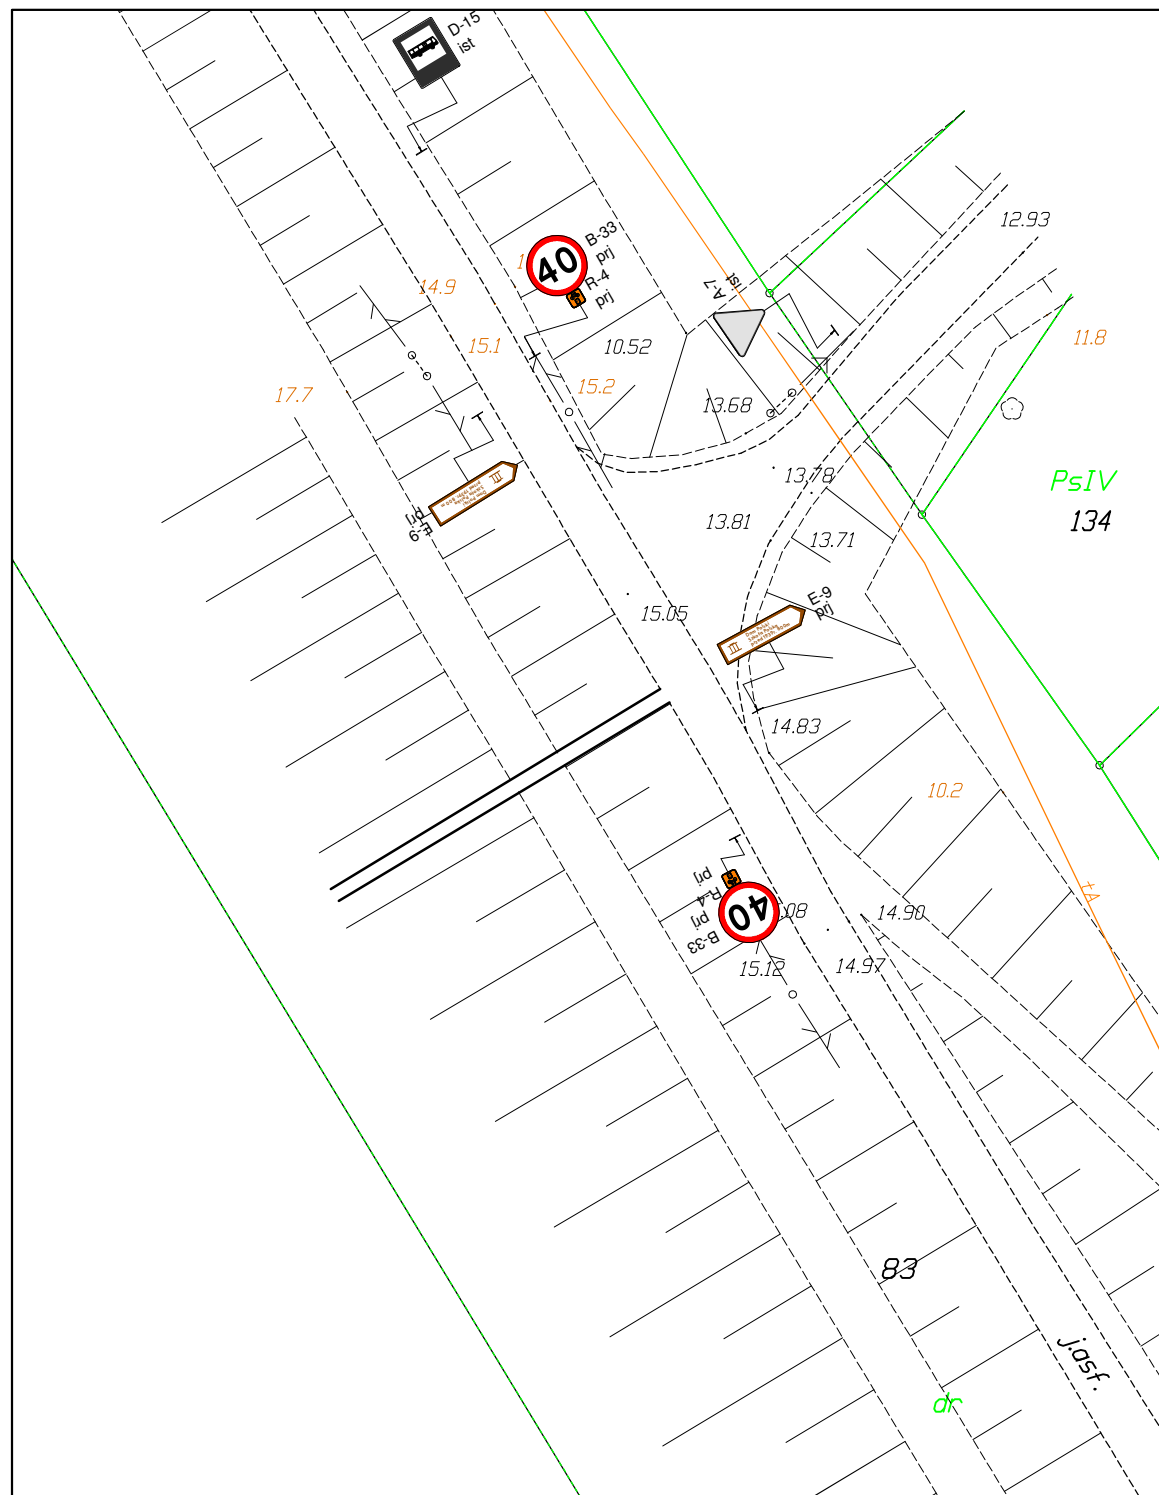 D-15
ist
12.93
B-33
prj
40
R-4
prj
14.9
A-7
ist
15.1
10.52
11.8
15.2
17.7
13.68
13.78
PsIV
134
13.81
13.71
E-9
prj
15.05
E-9
prj
14.83
10.2
tA
prj
R-4
prj
B-33
40
14.90
15.12
14.97
83
j.asf.
dr